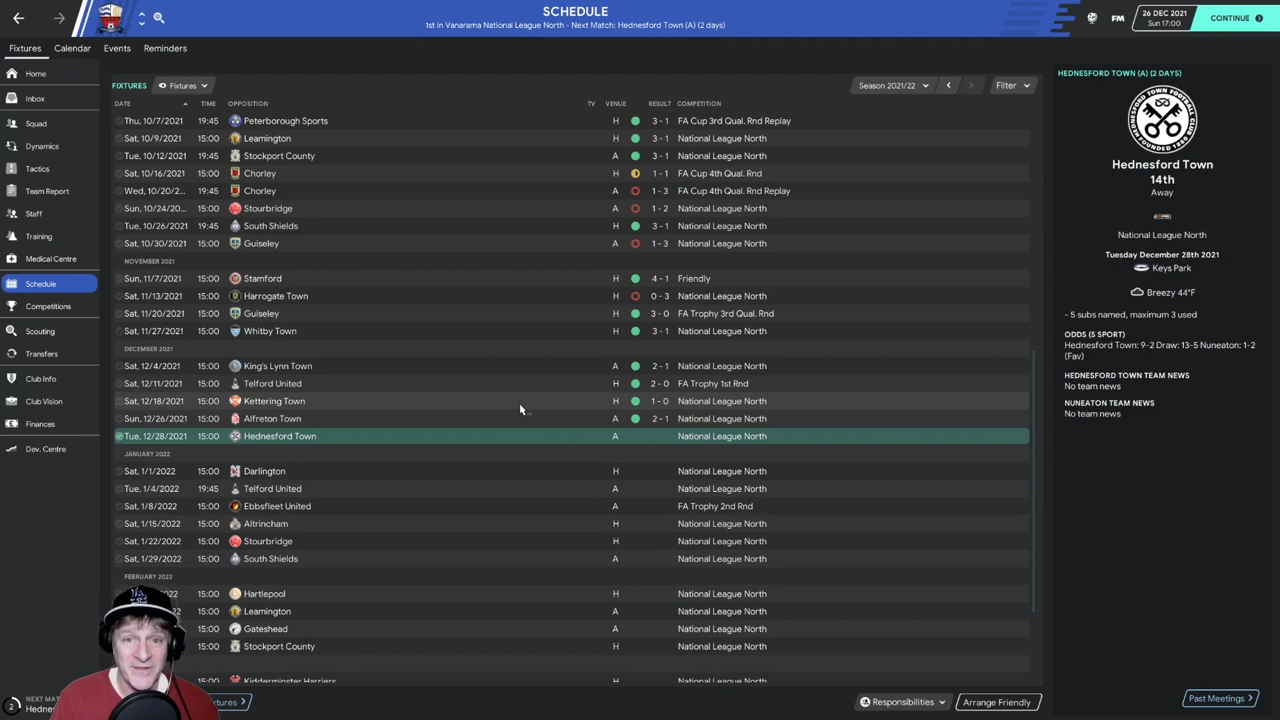 SCHEDULE
1st in Vanarama National League North - Next Match: Hednesford Town (A) (2 days)
FM
26 DEC 2021
Sun 17:00
CONTINUE
Fixtures Calendar Events Reminders
Home
Inbox
Squad
Dynamics
Tactics
Team Report
Staff
Training
Medical Centre
Schedule
Competitions
Scouting
Transfers
Club Info
Club Vision
Finances
Dev. Centre
2
NEXT MAT
Hednes
FIXTURES Fixtures Season 2021/22 Filter
DATE TIME OPPOSITION TV VENUE RESULT COMPETITION
Thu, 10/7/2021 19:45 Peterborough Sports H 3 - 1 FA Cup 3rd Qual. Rnd Replay
Sat, 10/9/2021 15:00 Leamington H 3 - 1 National League North
Tue, 10/12/2021 19:45 Stockport County A 3 - 1 National League North
Sat, 10/16/2021 15:00 Chorley H 1 - 1 FA Cup 4th Qual. Rnd
Wed, 10/20/2... 19:45 Chorley A 1 - 3 FA Cup 4th Qual. Rnd Replay
Sun, 10/24/20... 15:00 Stourbridge A 1 - 2 National League North
Tue, 10/26/2021 19:45 South Shields H 3 - 1 National League North
Sat, 10/30/2021 15:00 Guiseley A 1 - 3 National League North
NOVEMBER 2021
Sun, 11/7/2021 15:00 Stamford H 4 - 1 Friendly
Sat, 11/13/2021 15:00 Harrogate Town H 0 - 3 National League North
Sat, 11/20/2021 15:00 Guiseley H 3 - 0 FA Trophy 3rd Qual. Rnd
Sat, 11/27/2021 15:00 Whitby Town H 3 - 1 National League North
DECEMBER 2021
Sat, 12/4/2021 15:00 King's Lynn Town A 2 - 1 National League North
Sat, 12/11/2021 15:00 Telford United H 2 - 0 FA Trophy 1st Rnd
Sat, 12/18/2021 15:00 Kettering Town H 1 - 0 National League North
Sun, 12/26/2021 15:00 Alfreton Town A 2 - 1 National League North
Tue, 12/28/2021 15:00 Hednesford Town A National League North
JANUARY 2022
Sat, 1/1/2022 15:00 Darlington H National League North
Tue, 1/4/2022 19:45 Telford United H National League North
Sat, 1/8/2022 15:00 Ebbsfleet United A FA Trophy 2nd Rnd
Sat, 1/15/2022 15:00 Altrincham H National League North
Sat, 1/22/2022 15:00 Stourbridge H National League North
Sat, 1/29/2022 15:00 South Shields A National League North
FEBRUARY 2022
15:00 Hartlepool H National League North
15:00 Leamington A National League North
15:00 Gateshead A National League North
15:00 Stockport County H National League North
15:00 Kidderminster Harriers H National League North
ixtures
Responsibilities
Arrange Friendly
HEDNESFORD TOWN (A) (2 DAYS)
HEDNESFORD TOWN FOOTBALL CLUB
Hednesford Town
14th
Away
National League North
Tuesday December 28th 2021
Keys Park
Breezy 44°F
- 5 subs named, maximum 3 used
ODDS (5 SPORT)
Hednesford Town: 9-2 Draw: 13-5 Nuneaton: 1-2
(Fav)
HEDNESFORD TOWN TEAM NEWS
No team news
NUNEATON TOWN TEAM NEWS
No team news
Past Meetings